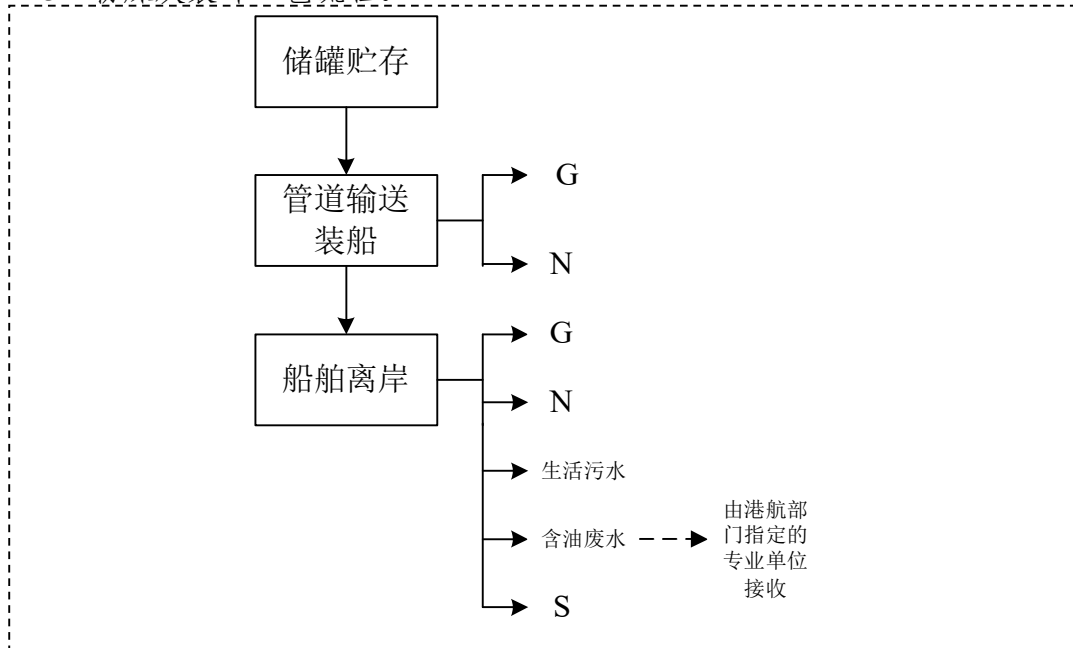 储罐贮存
管道输送
装船
G
N
船舶离岸
G
N
生活污水
含油废水
由港航部
门指定的
专业单位
接收
S